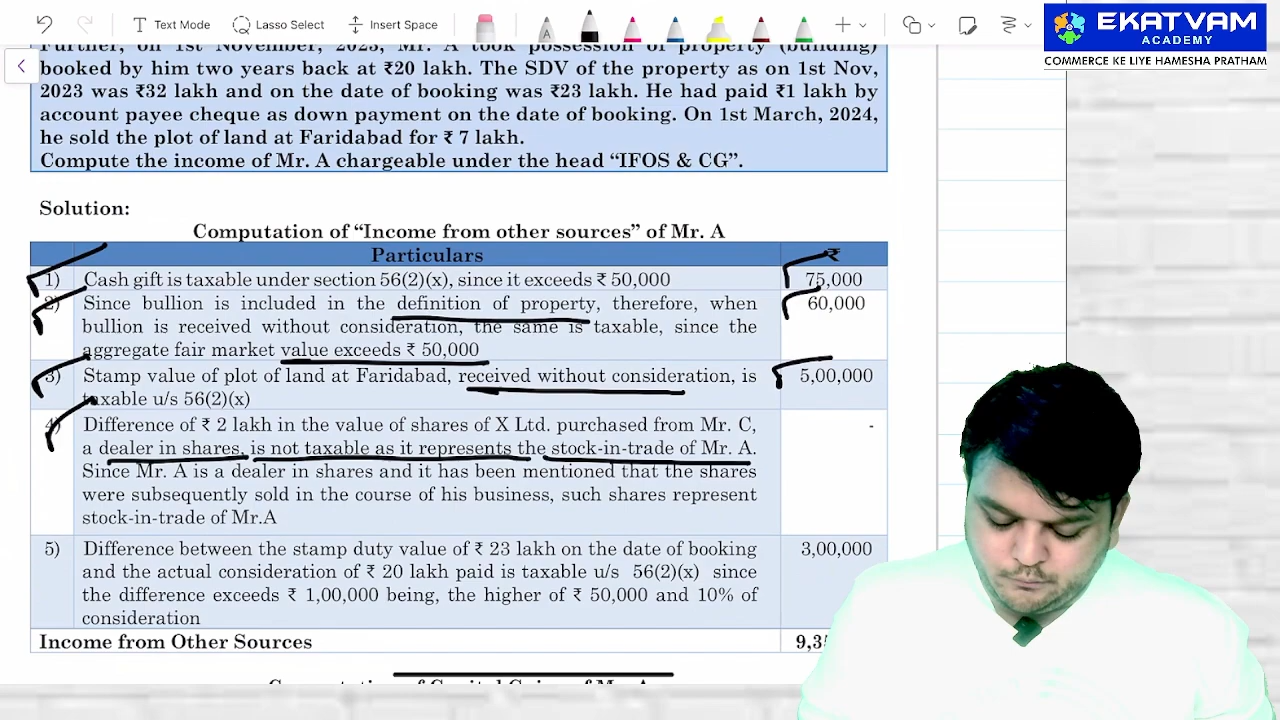 Text Mode
Lasso Select
Insert Space
EKATVAM
ACADEMY
COMMERCE KE LIYE HAMESHA PRATHAM
Further, on 1st November, 2023, Mr. A took possession of property (building)
booked by him two years back at ₹20 lakh. The SDV of the property as on 1st Nov,
2023 was ₹32 lakh and on the date of booking was ₹23 lakh. He had paid ₹1 lakh by
account payee cheque as down payment on the date of booking. On 1st March, 2024,
he sold the plot of land at Faridabad for ₹ 7 lakh.
Compute the income of Mr. A chargeable under the head “IFOS & CG”.
Solution:
Computation of “Income from other sources” of Mr. A
Particulars ₹
1) Cash gift is taxable under section 56(2)(x), since it exceeds ₹ 50,000 75,000
2) Since bullion is included in the definition of property, therefore, when 60,000
bullion is received without consideration, the same is taxable, since the
aggregate fair market value exceeds ₹ 50,000
3) Stamp value of plot of land at Faridabad, received without consideration, is 5,00,000
taxable u/s 56(2)(x)
4) Difference of ₹ 2 lakh in the value of shares of X Ltd. purchased from Mr. C, -
a dealer in shares, is not taxable as it represents the stock-in-trade of Mr. A.
Since Mr. A is a dealer in shares and it has been mentioned that the shares
were subsequently sold in the course of his business, such shares represent
stock-in-trade of Mr.A
5) Difference between the stamp duty value of ₹ 23 lakh on the date of booking 3,00,000
and the actual consideration of ₹ 20 lakh paid is taxable u/s 56(2)(x) since
the difference exceeds ₹ 1,00,000 being, the higher of ₹ 50,000 and 10% of
consideration
Income from Other Sources